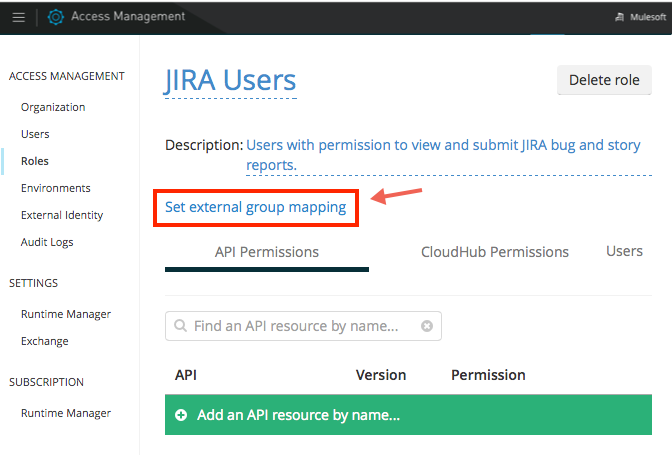 Access Management
Mulesoft
ACCESS MANAGEMENT
Organization
Users
Roles
Environments
External Identity
Audit Logs
SETTINGS
Runtime Manager
Exchange
SUBSCRIPTION
Runtime Manager
JIRA Users
Delete role
Description: Users with permission to view and submit JIRA bug and story
reports.
Set external group mapping
API Permissions CloudHub Permissions Users
Find an API resource by name...
API Version Permission
Add an API resource by name...